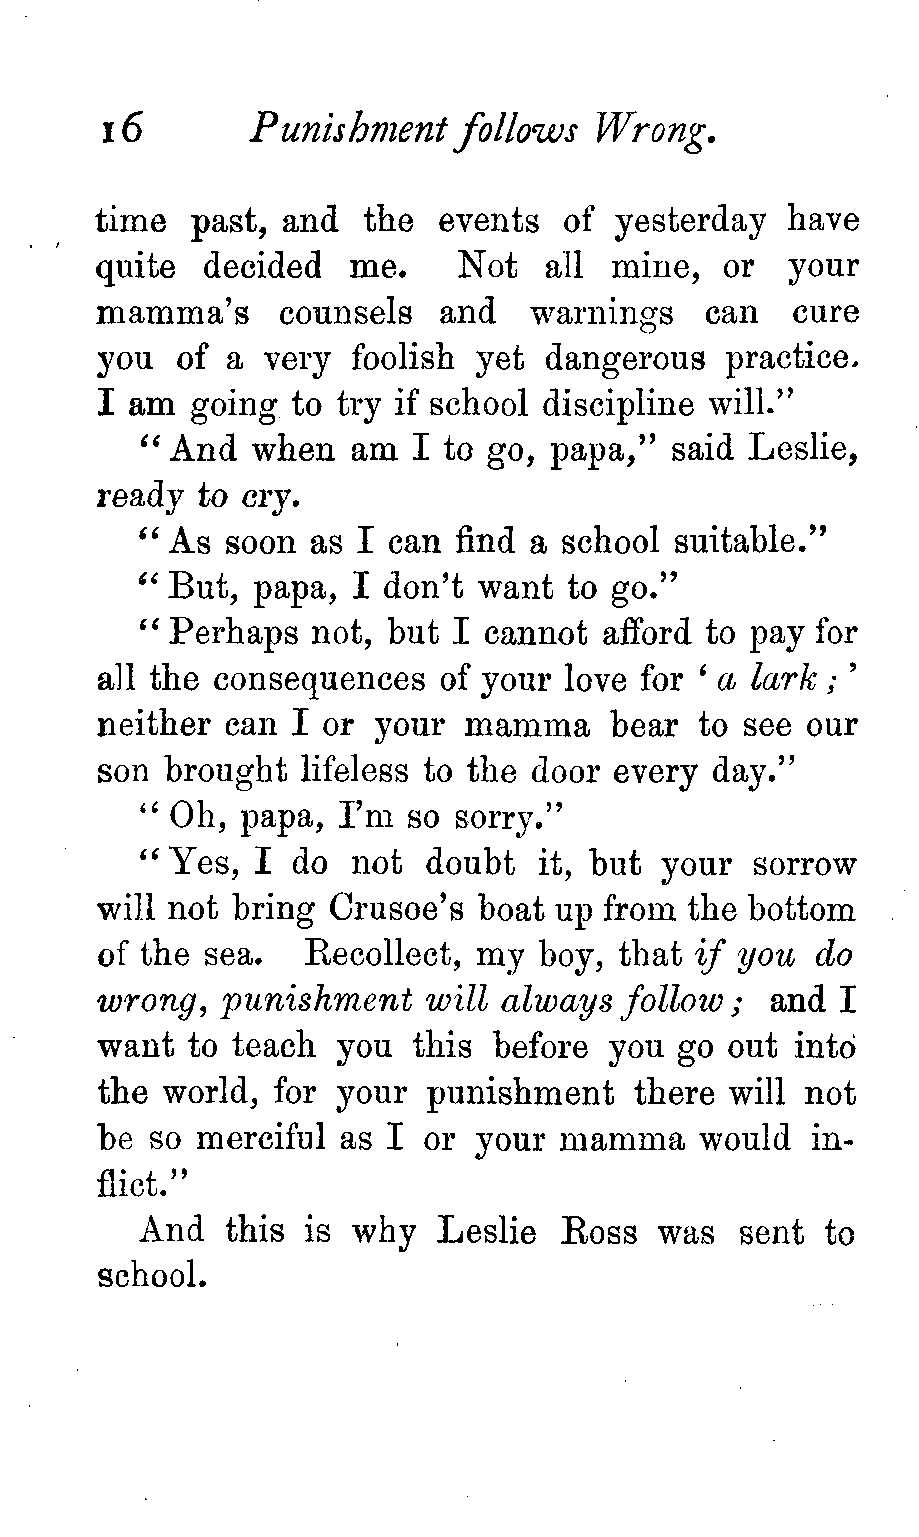 16 Punishment follows Wrong.
time past, and the events of yesterday have
quite decided me. Not all mine, or your
mamma's counsels and warnings can cure
you of a very foolish yet dangerous practice.
I am going to try if school discipline will."
"And when am I to go, papa," said Leslie,
ready to cry.
"As soon as I can find a school suitable."
"But, papa, I don't want to go."
"Perhaps not, but I cannot afford to pay for
all the consequences of your love for 'a lark;'
neither can I or your mamma bear to see our
son brought lifeless to the door every day."
"Oh, papa, I'm so sorry."
"Yes, I do not doubt it, but your sorrow
will not bring Crusoe's boat up from the bottom
of the sea. Recollect, my boy, that if you do
wrong, punishment will always follow; and I
want to teach you this before you go out into
the world, for your punishment there will not
be so merciful as I or your mamma would in-
flict."
And this is why Leslie Ross was sent to
school.